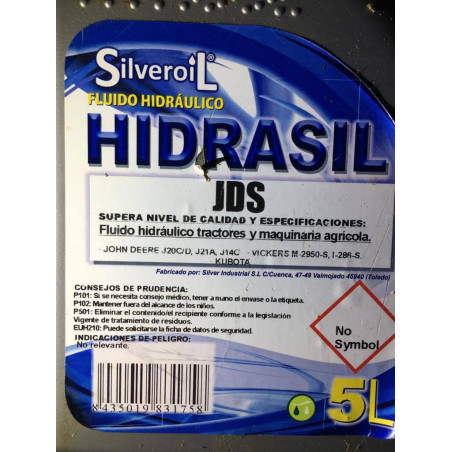 Silveroil®
FLUIDO HIDRÁULICO
HIDRASIL
JDS
SUPERA NIVEL DE CALIDAD Y ESPECIFICACIONES:
Fluido hidráulico tractores y maquinaria agricola.
- JOHN DEERE J20C/D, J21A, J14C - VICKERS M-2950-S, I-286-S.
KUBOTA
Fabricado por: Silver Industrial S.L C/Cuenca, 47-49 Valmojado 45940 (Toledo)
CONSEJOS DE PRUDENCIA:
P101: Si se necesita consejo médico, tener a mano el envase o la etiqueta.
P102: Mantener fuera del alcance de los niños.
P501: Eliminar el contenido/el recipiente conforme a la legislación
Vigente de tratamiento de residuos.
EUH210: Puede solicitarse la ficha de datos de seguridad.
INDICACIONES DE PELIGRO:
No relevante.
No
Symbol
8 435019 831758
5L